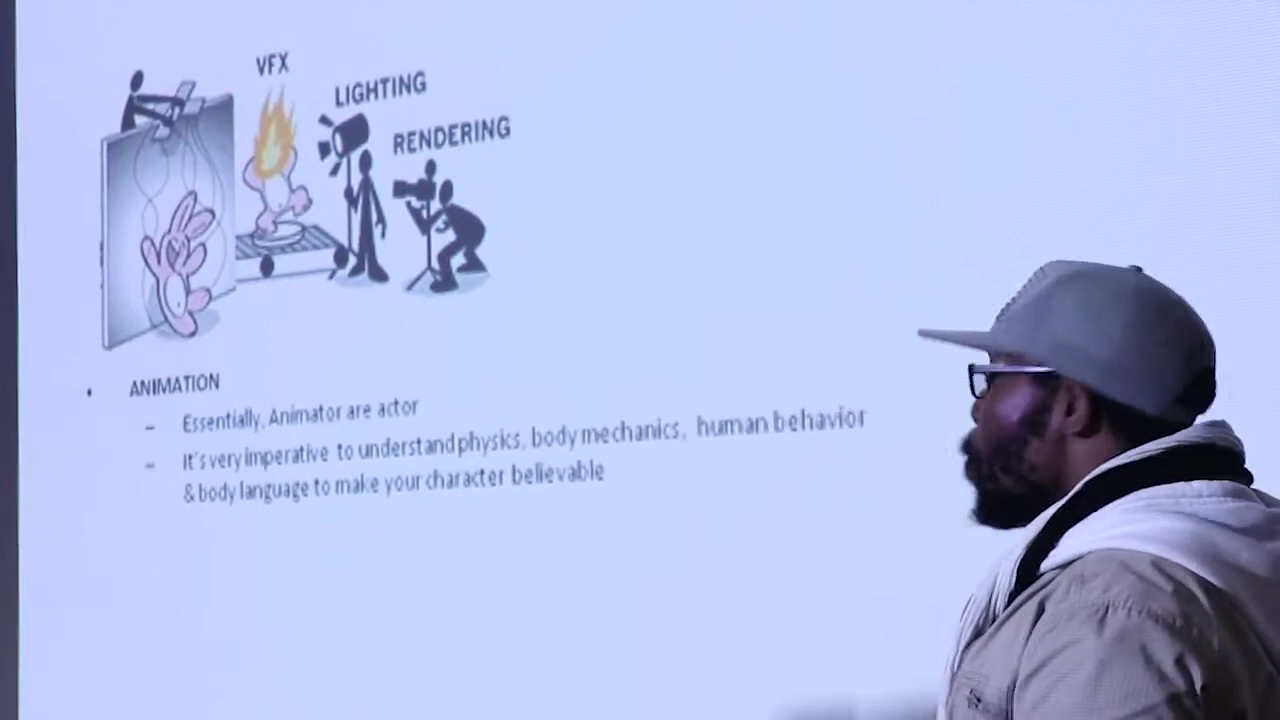 VFX
LIGHTING
RENDERING
• ANIMATION
– Essentially, Animator are actor
– It's very imperative to understand physics, body mechanics, human behavior
& body language to make your character believable